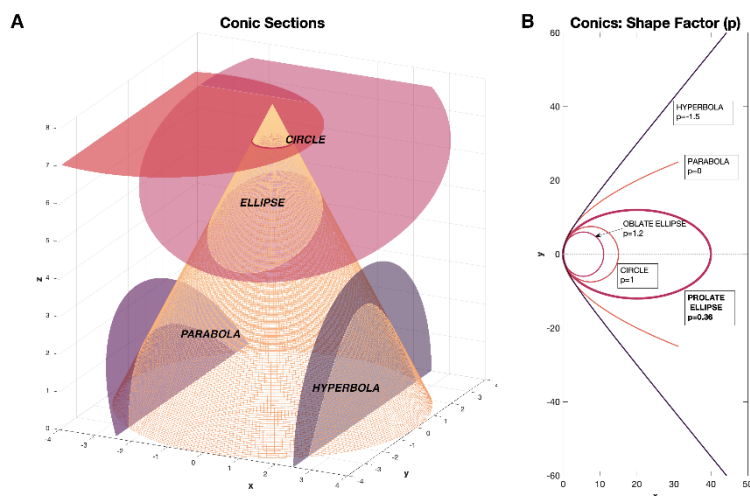 A
Conic Sections
8
7
6
5
4
3
2
1
0
z
CIRCLE
ELLIPSE
PARABOLA
HYPERBOLA
-4
-3
-2
-1
0
1
2
3
4
x
-4
-3
-2
-1
0
1
2
3
4
y
B
Conics: Shape Factor (p)
60
40
20
0
-20
-40
-60
y
HYPERBOLA
p=-1.5
PARABOLA
p=0
OBLATE ELLIPSE
p=1.2
CIRCLE
p=1
PROLATE
ELLIPSE
p=0.36
0
10
20
30
40
50